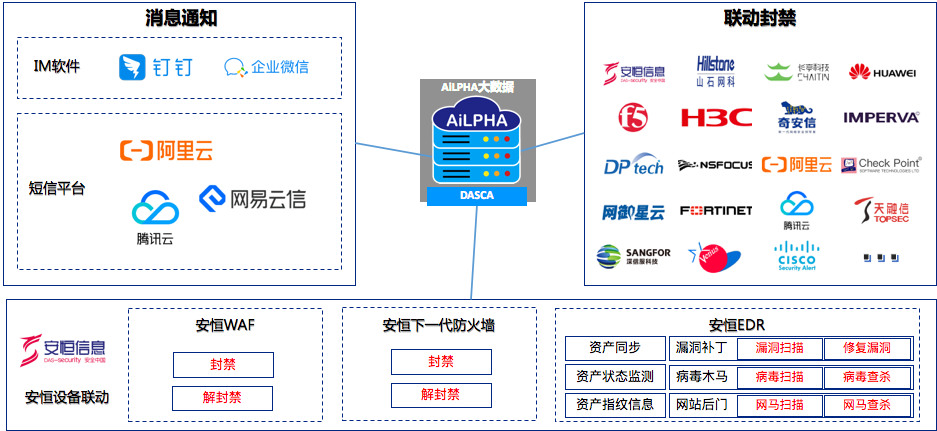 消息通知
IM软件
钉钉
企业微信
短信平台
阿里云
腾讯云
网易云信
AiLPHA大数据
AiLPHA
DASCA
联动封禁
安恒信息
DAS-security 安全中国
Hillstone
山石网科
长亭科技
CHAITIN
HUAWEI
f5
H3C
奇安信
IMPERVA
DPtech
NSFOCUS
阿里云
Check Point
SOFTWARE TECHNOLOGIES LTD
网御星云
FORTINET
腾讯云
天融信
TOPSEC
SANGFOR
深信服科技
Venus
CISCO
Security Alert
安恒信息
DAS-security 安全中国
安恒设备联动
安恒WAF
封禁
解封禁
安恒下一代防火墙
封禁
解封禁
安恒EDR
资产同步
漏洞补丁
漏洞扫描
修复漏洞
资产状态监测
病毒木马
病毒扫描
病毒查杀
资产指纹信息
网站后门
网马扫描
网马查杀